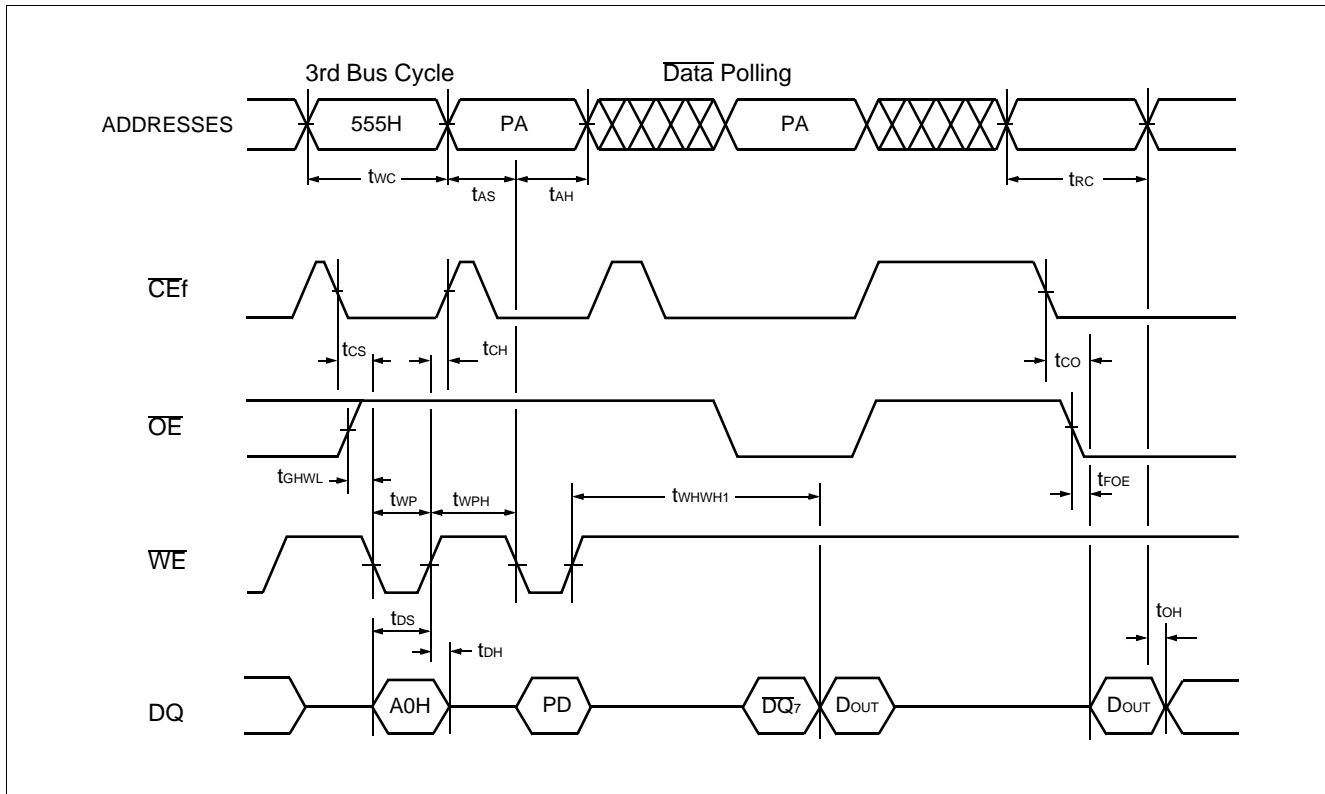 3rd Bus Cycle Data Polling
ADDRESSES 555H PA PA
tWC tAS tAH tRC
CEf
tCS tCH tCO
OE
tGHWL tWP tWPH tWHWH1 tFOE
WE
tDS tDH tOH
DQ A0H PD DQ7 DOUT DOUT